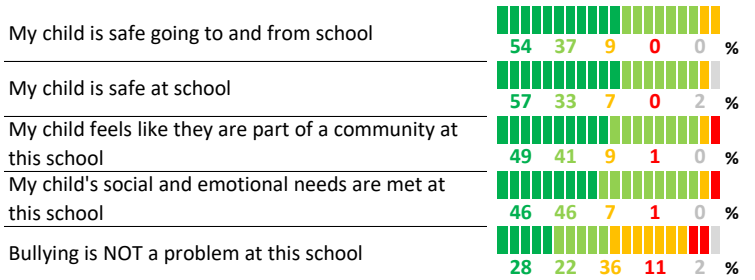 My child is safe going to and from school
54 37 9 0 0 %
My child is safe at school
57 33 7 0 2 %
My child feels like they are part of a community at
this school
49 41 9 1 0 %
My child's social and emotional needs are met at
this school
46 46 7 1 0 %
Bullying is NOT a problem at this school
28 22 36 11 2 %